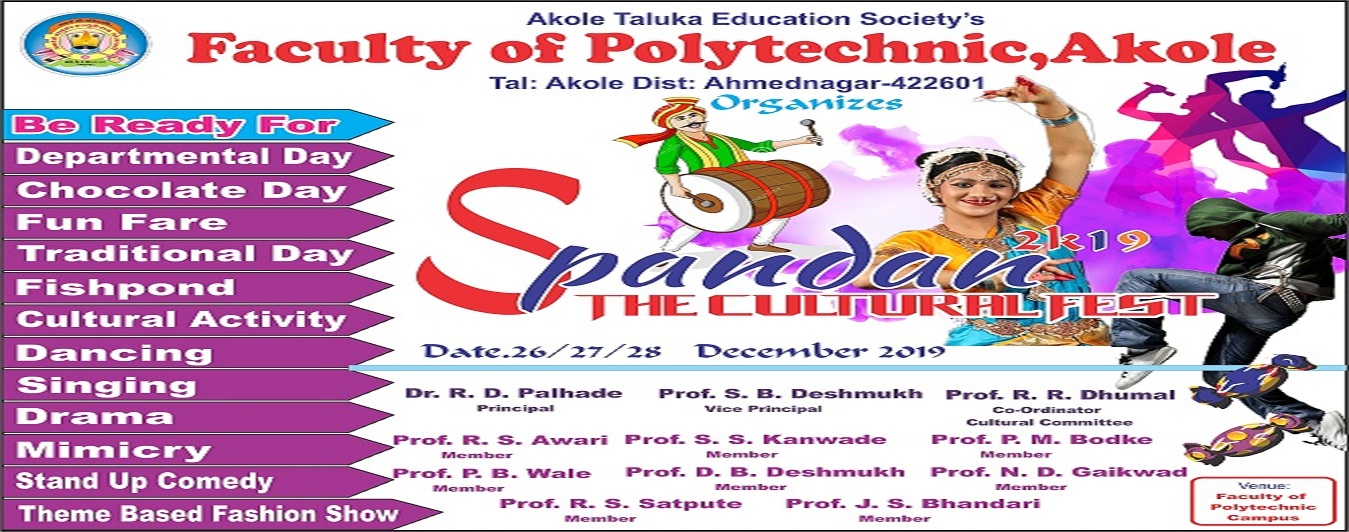 Akole Taluka Education Society's
Faculty of Polytechnic,Akole
Tal: Akole Dist: Ahmednagar-422601
Organizes
Be Ready For
Departmental Day
Chocolate Day
Fun Fare
Traditional Day
Fishpond
Cultural Activity
Dancing
Singing
Drama
Mimicry
Stand Up Comedy
Theme Based Fashion Show
Spandan 2k19
THE CULTURAL FEST
Date.26/27/28 December 2019
Dr. R. D. Palhade Prof. S. B. Deshmukh Prof. R. R. Dhumal
Principal Vice Principal Co-Ordinator
Cultural Committee
Prof. R. S. Awari Prof. S. S. Kanwade Prof. P. M. Bodke
Member Member Member
Prof. P. B. Wale Prof. D. B. Deshmukh Prof. N. D. Gaikwad
Member Member Member
Prof. R. S. Satpute Prof. J. S. Bhandari
Member Member
Venue:
Faculty of
Polytechnic
Campus